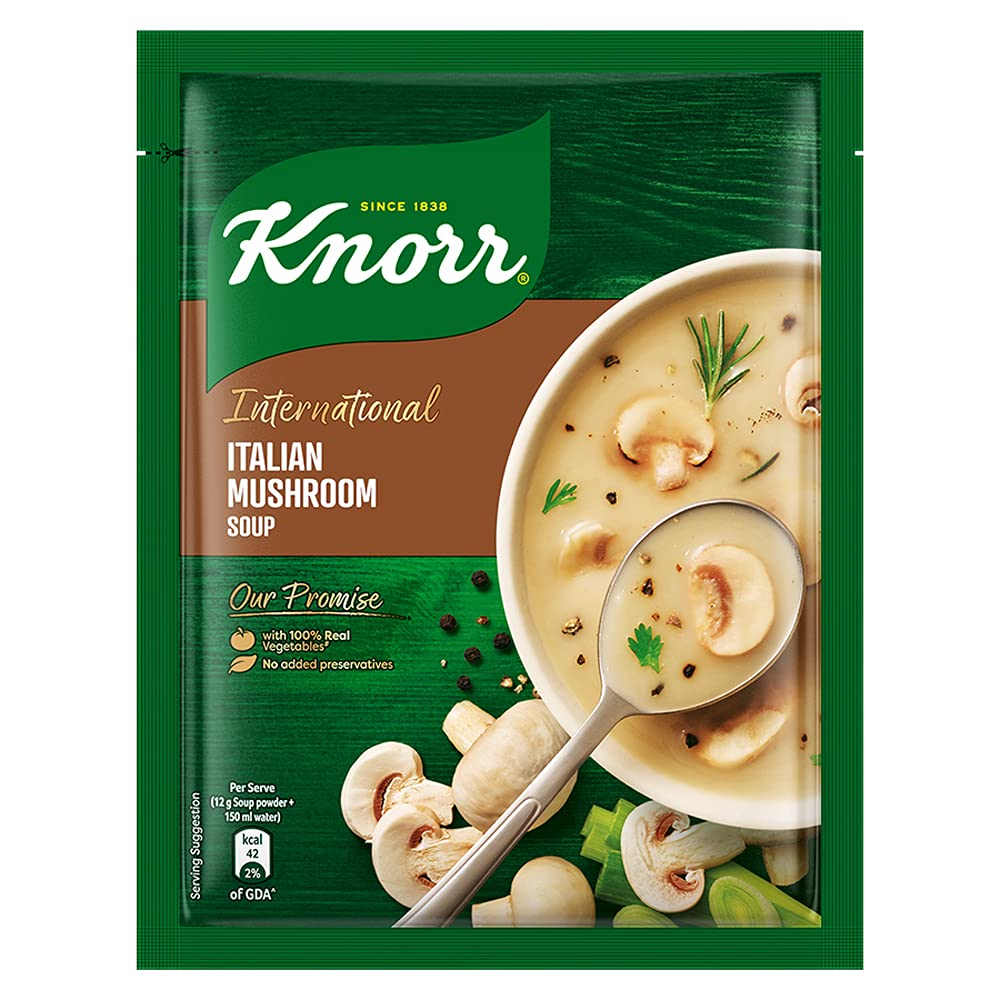 SINCE 1838
Knorr®
International
ITALIAN
MUSHROOM
SOUP
Our Promise
with 100% Real
Vegetables#
No added preservatives
Per Serve
(12 g Soup powder +
150 ml water)
kcal
42
2%
of GDA^
Serving Suggestion